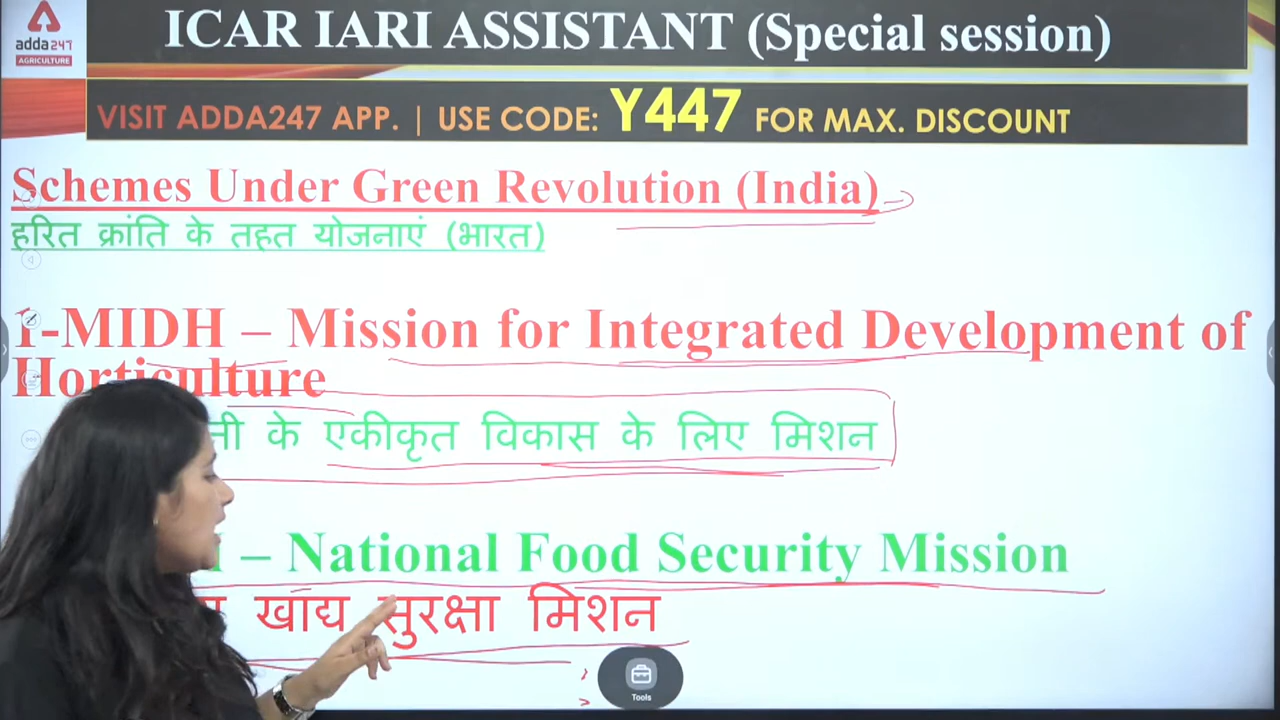 ICAR IARI ASSISTANT (Special session)
adda247
AGRICULTURE
VISIT ADDA247 APP. | USE CODE: Y447 FOR MAX. DISCOUNT
Schemes Under Green Revolution (India)
हरित क्रांति के तहत योजनाएं (भारत)
1-MIDH – Mission for Integrated Development of
Horticulture
के एकीकृत विकास के लिए मिशन
– National Food Security Mission
खाद्य सुरक्षा मिशन
Tools